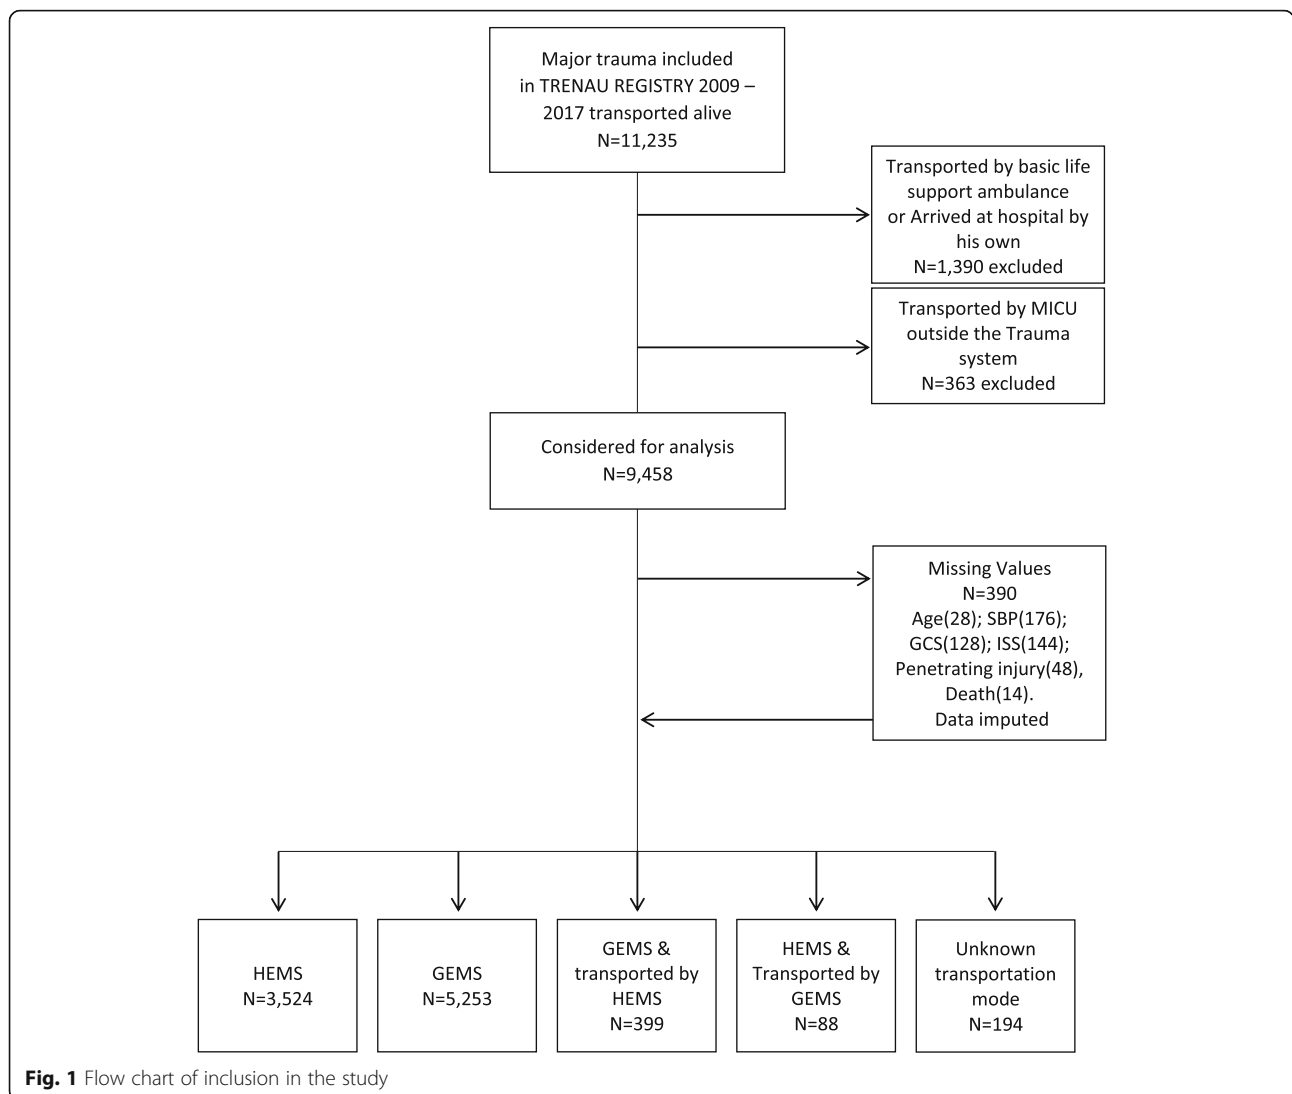 Major trauma included
in TRENAU REGISTRY 2009 –
2017 transported alive
N=11,235
Transported by basic life
support ambulance
or Arrived at hospital by
his own
N=1,390 excluded
Transported by MICU
outside the Trauma
system
N=363 excluded
Considered for analysis
N=9,458
Missing Values
N=390
Age(28); SBP(176);
GCS(128); ISS(144);
Penetrating injury(48),
Death(14).
Data imputed
HEMS
N=3,524
GEMS
N=5,253
GEMS &
transported by
HEMS
N=399
HEMS &
Transported by
GEMS
N=88
Unknown
transportation
mode
N=194
Fig. 1 Flow chart of inclusion in the study